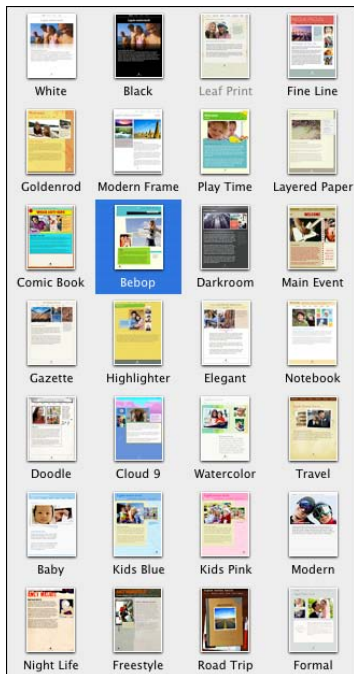 White Black Leaf Print Fine Line
Goldenrod Modern Frame Play Time Layered Paper
Comic Book Bebop Darkroom Main Event
Gazette Highlighter Elegant Notebook
Doodle Cloud 9 Watercolor Travel
Baby Kids Blue Kids Pink Modern
Night Life Freestyle Road Trip Formal